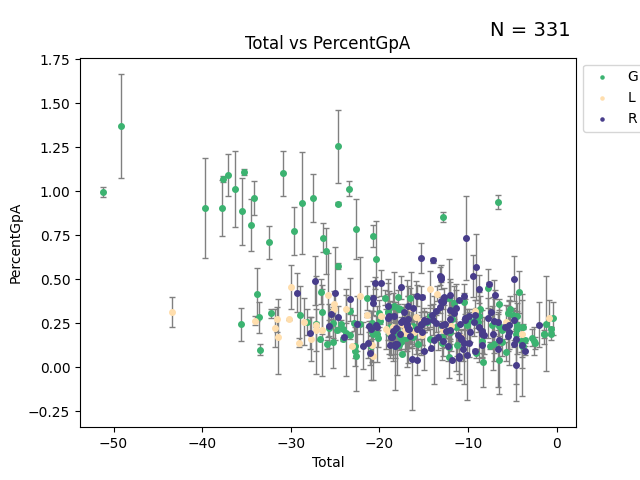 N = 331
Total vs PercentGpA
G
L
R
PercentGpA
1.75
1.50
1.25
1.00
0.75
0.50
0.25
0.00
−0.25
−50
−40
−30
−20
−10
0
Total